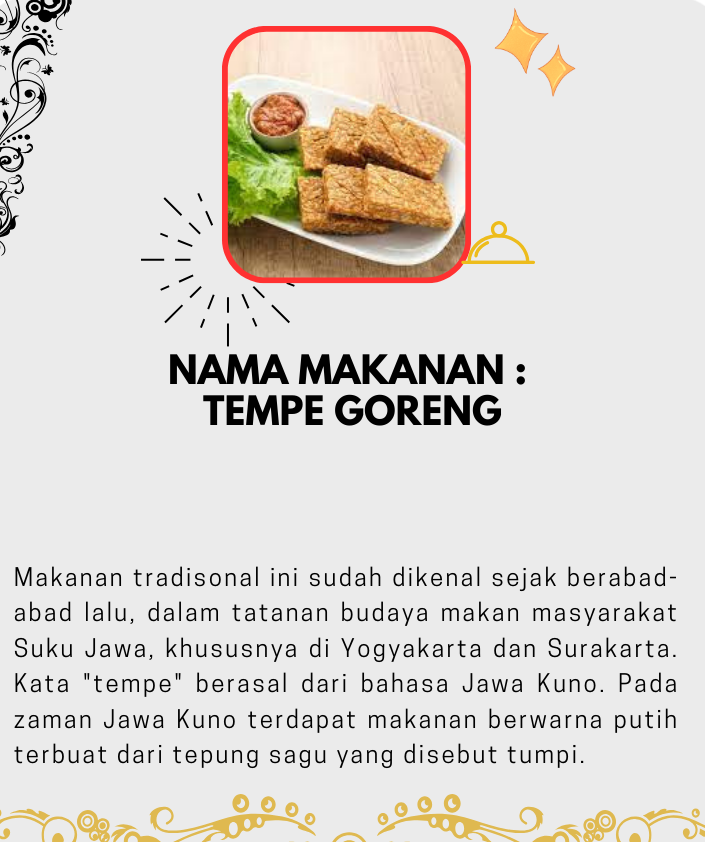 NAMA MAKANAN :
TEMPE GORENG
Makanan tradisonal ini sudah dikenal sejak berabad-
abad lalu, dalam tatanan budaya makan masyarakat
Suku Jawa, khususnya di Yogyakarta dan Surakarta.
Kata "tempe" berasal dari bahasa Jawa Kuno. Pada
zaman Jawa Kuno terdapat makanan berwarna putih
terbuat dari tepung sagu yang disebut tumpi.